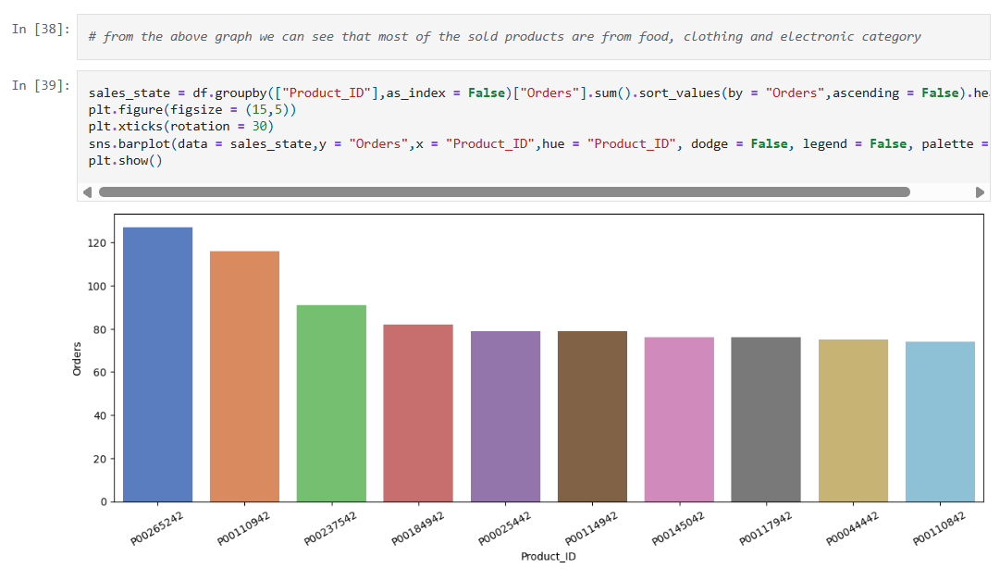 In [38]:
# from the above graph we can see that most of the sold products are from food, clothing and electronic category
In [39]:
sales_state = df.groupby(["Product_ID"],as_index = False)["Orders"].sum().sort_values(by = "Orders",ascending = False).he
plt.figure(figsize = (15,5))
plt.xticks(rotation = 30)
sns.barplot(data = sales_state,y = "Orders",x = "Product_ID",hue = "Product_ID", dodge = False, legend = False, palette =
plt.show()
120
100
80
60
40
20
0
Orders
P00265242
P00110942
P00237542
P00184942
P00025442
P00114942
P00145042
P00117942
P00044442
P00110842
Product_ID